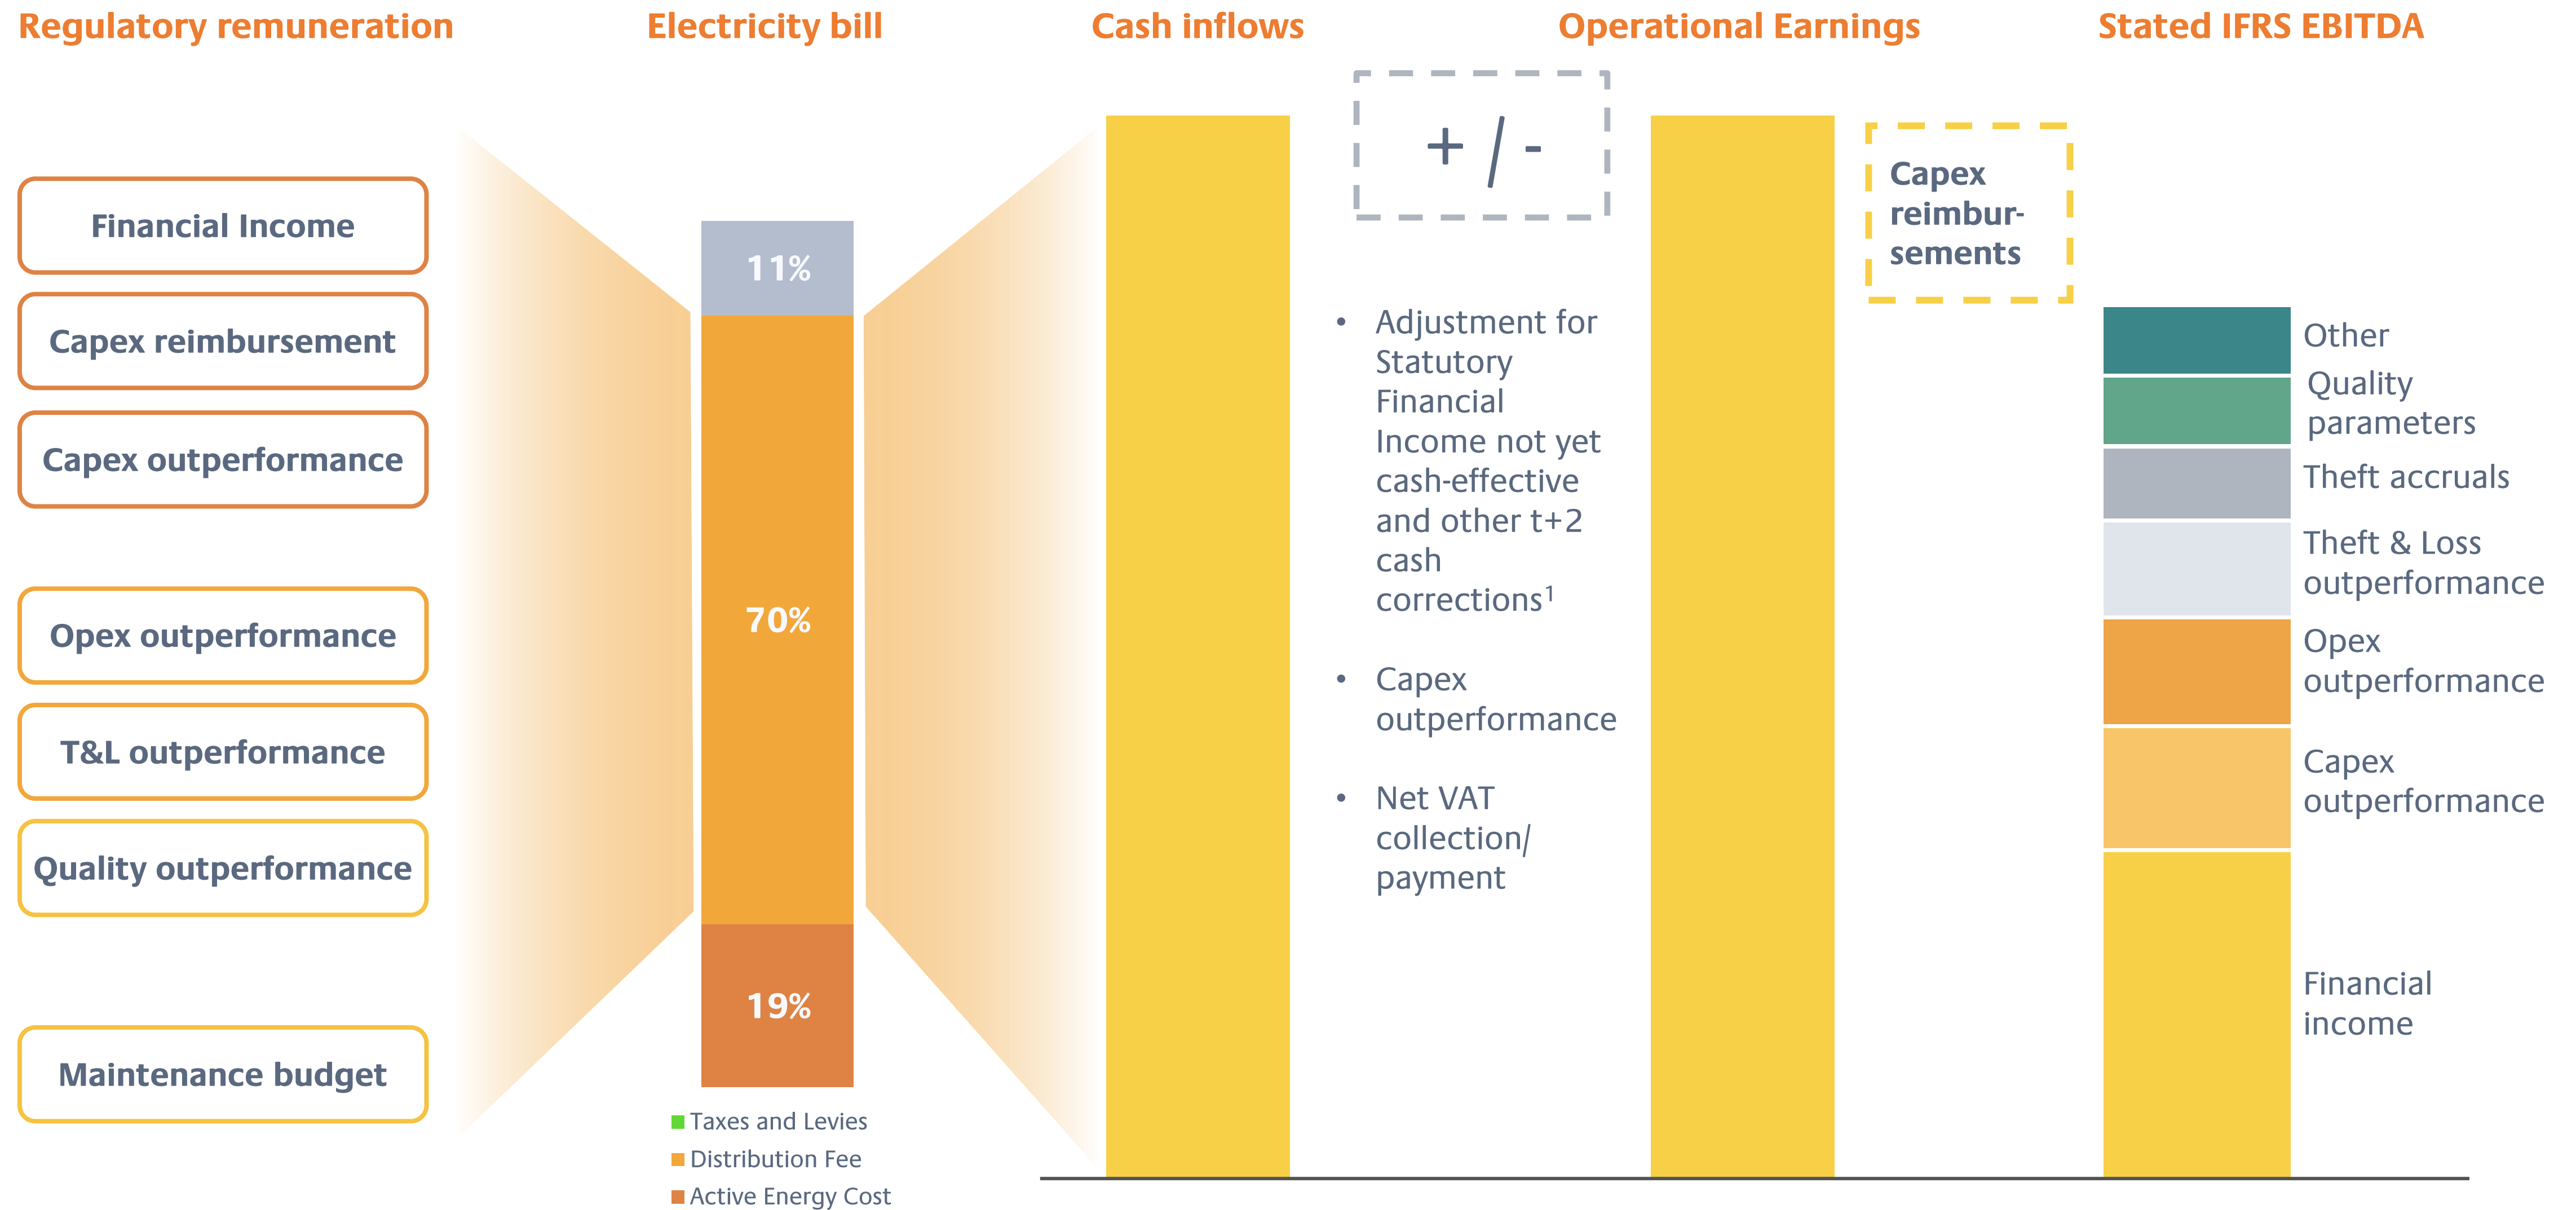 Regulatory remuneration
Financial Income
Capex reimbursement
Capex outperformance
Opex outperformance
T&L outperformance
Quality outperformance
Maintenance budget
Electricity bill
11%
70%
19%
Taxes and Levies
Distribution Fee
Active Energy Cost
Cash inflows
+ / -
• Adjustment for
Statutory
Financial
Income not yet
cash-effective
and other t+2
cash
corrections¹
• Capex
outperformance
• Net VAT
collection/
payment
Operational Earnings
Capex
reimbur-
sements
Stated IFRS EBITDA
Other
Quality
parameters
Theft accruals
Theft & Loss
outperformance
Opex
outperformance
Capex
outperformance
Financial
income